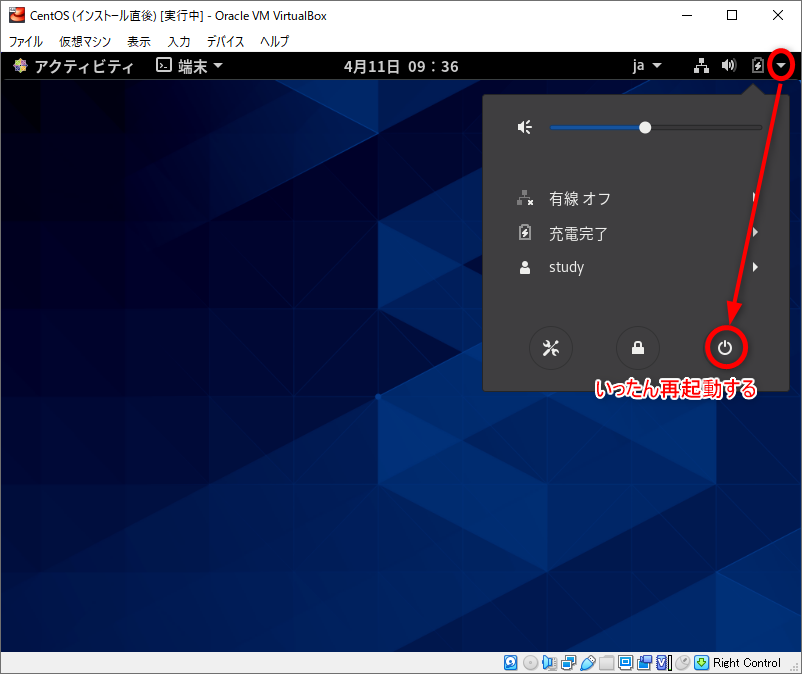 CentOS (インストール直後) [実行中] - Oracle VM VirtualBox
ファイル 仮想マシン 表示 入力 デバイス ヘルプ
アクティビティ 端末 4月11日 09：36 ja
有線 オフ
充電完了
study
いったん再起動する
Right Control